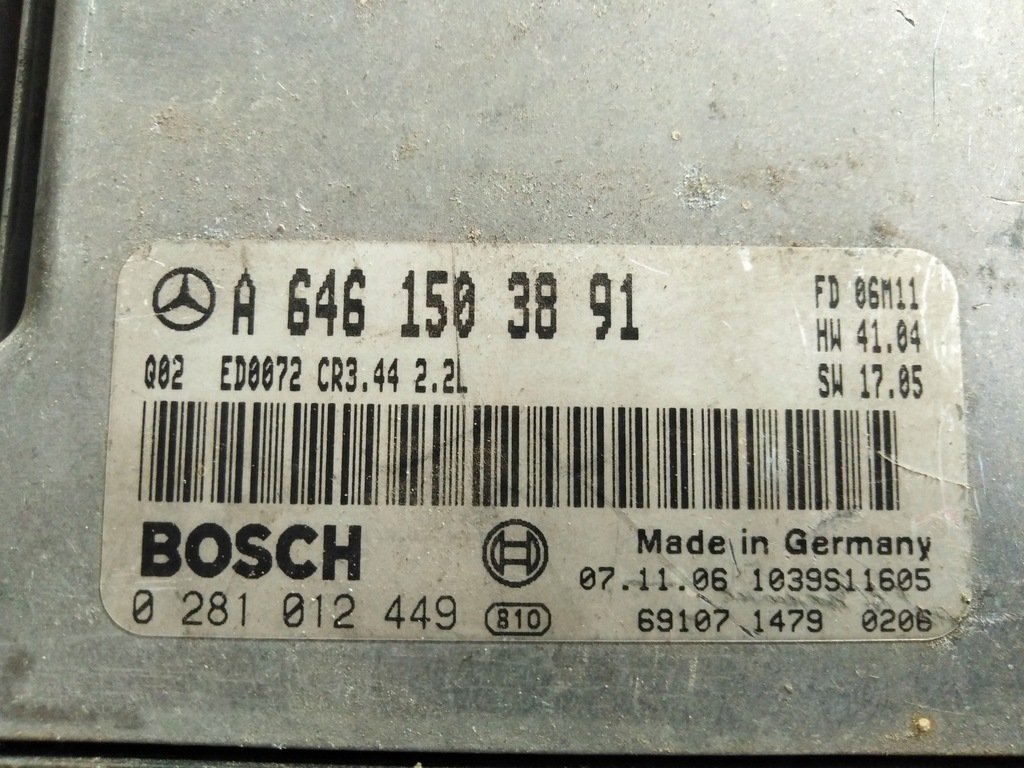 A 646 150 38 91
FD 06M11
HW 41.04
Q02 ED0072 CR3.44 2.2L
SW 17.05
BOSCH
Made in Germany
07.11.06 1039S11605
0 281 012 449
810
69107 1479 0206